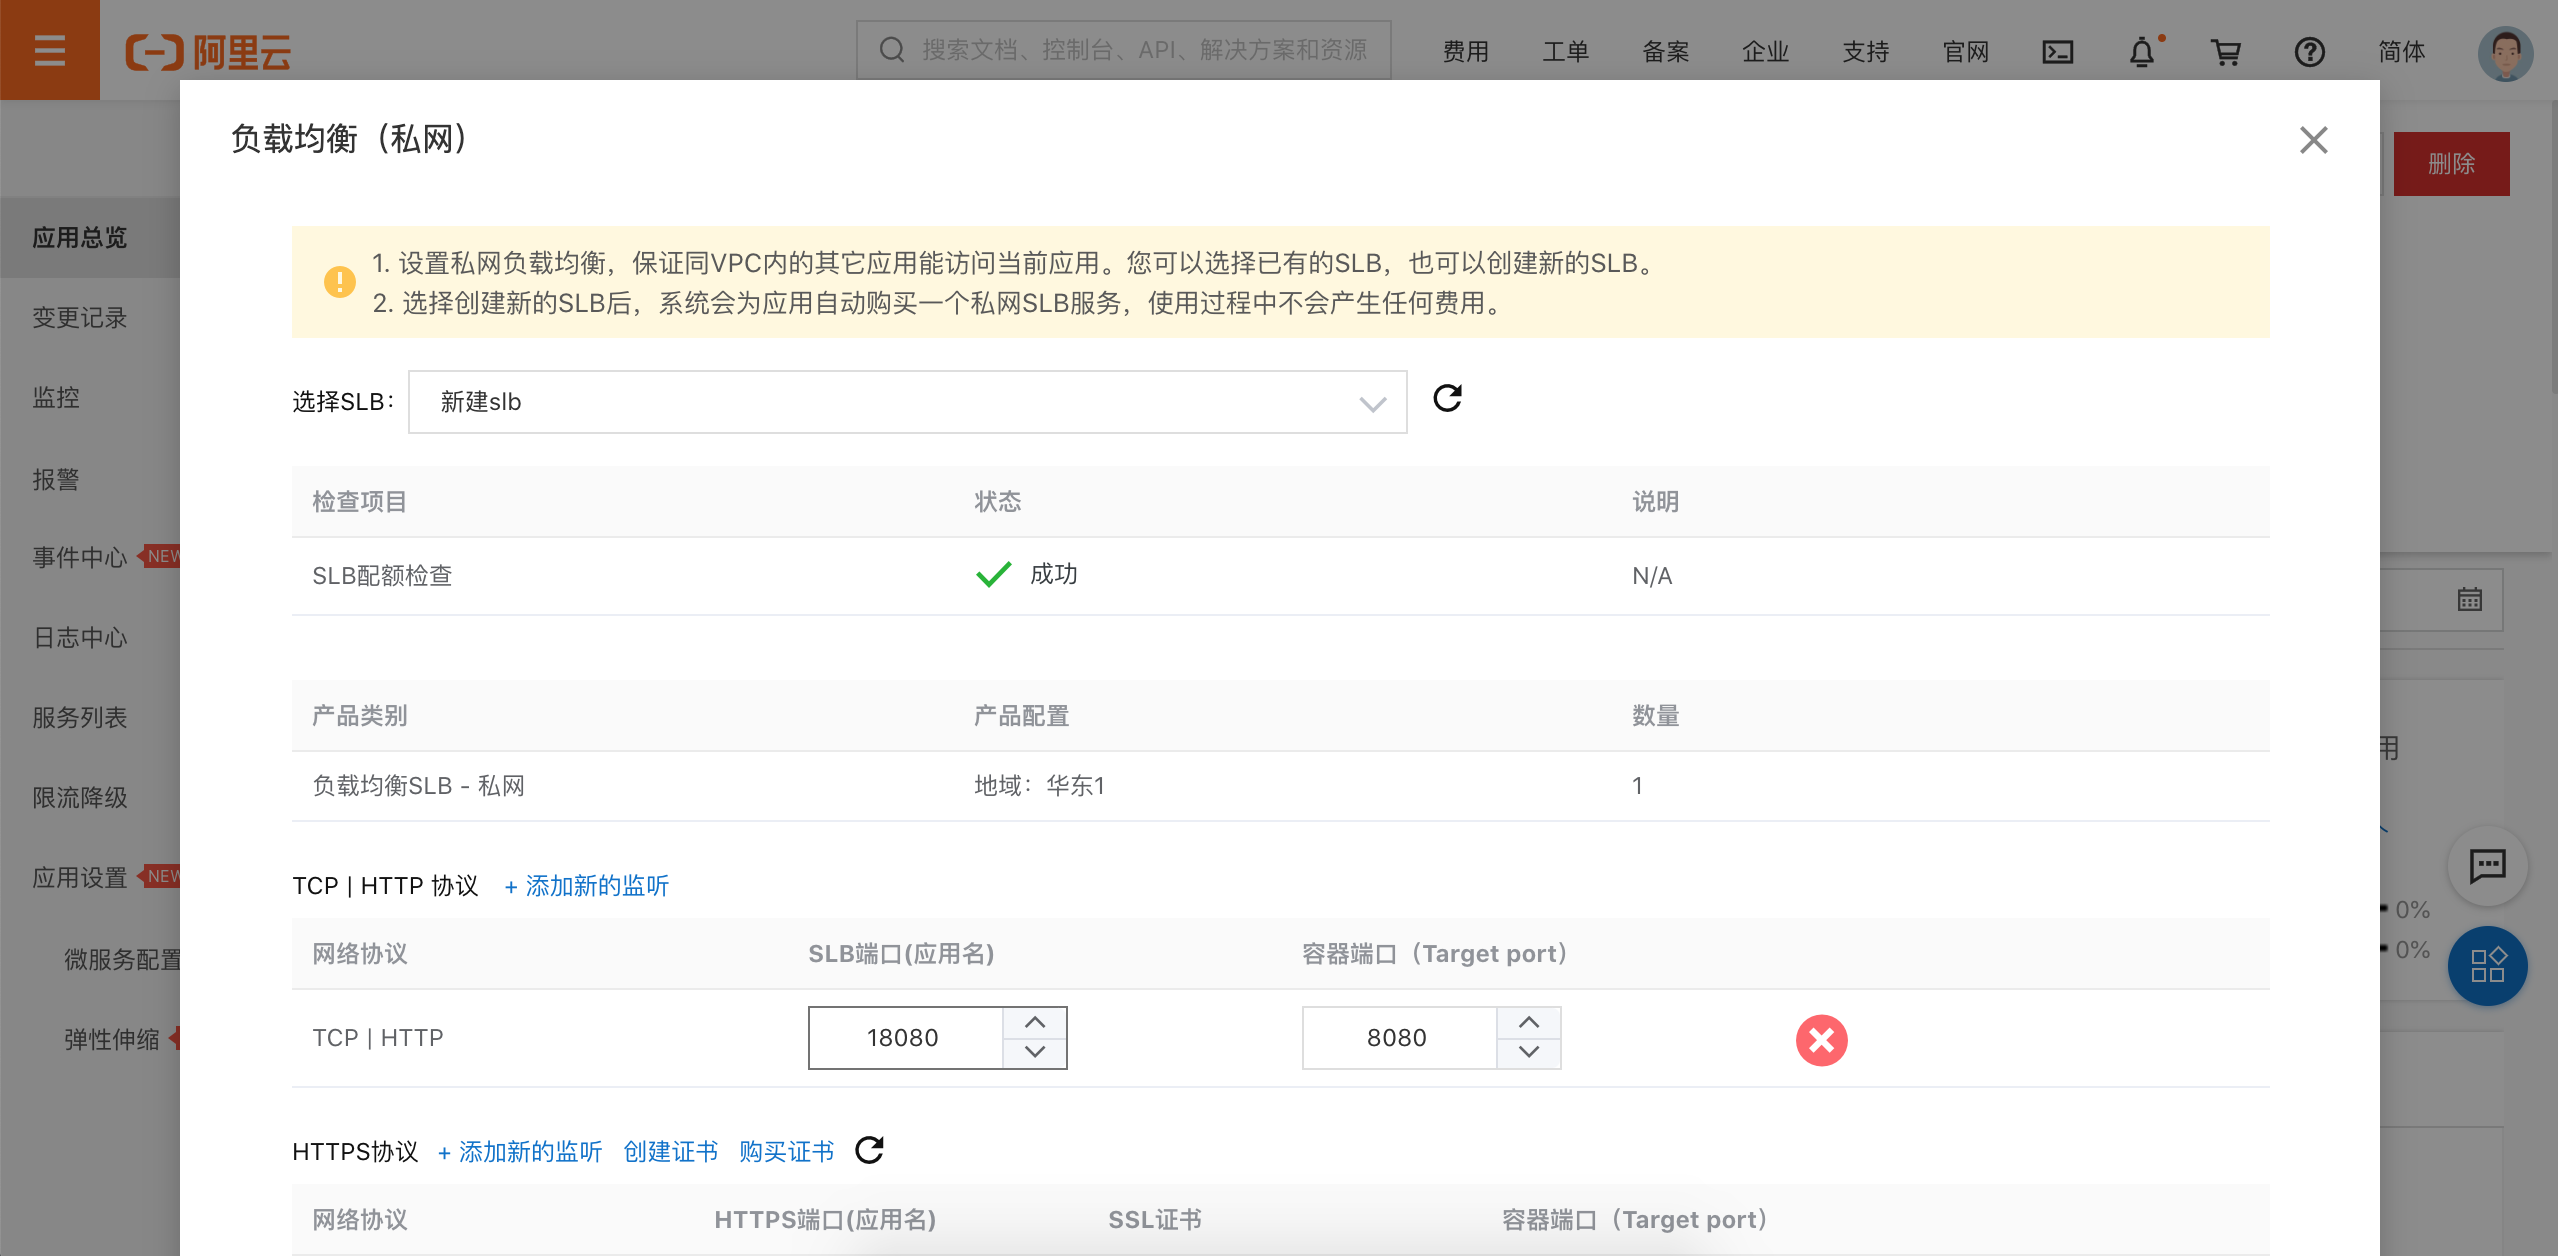 阿里云
搜索文档、控制台、API、解决方案和资源
费用
工单
备案
企业
支持
官网
简体
负载均衡（私网）
删除
应用总览
变更记录
监控
报警
事件中心 NEW
日志中心
服务列表
限流降级
应用设置 NEW
微服务配置
弹性伸缩
1. 设置私网负载均衡，保证同VPC内的其它应用能访问当前应用。您可以选择已有的SLB，也可以创建新的SLB。
2. 选择创建新的SLB后，系统会为应用自动购买一个私网SLB服务，使用过程中不会产生任何费用。
选择SLB： 新建slb
检查项目 状态 说明
SLB配额检查 成功 N/A
产品类别 产品配置 数量
负载均衡SLB - 私网 地域：华东1 1
TCP | HTTP 协议 + 添加新的监听
网络协议 SLB端口(应用名) 容器端口（Target port）
TCP | HTTP 18080 8080
HTTPS协议 + 添加新的监听 创建证书 购买证书
网络协议 HTTPS端口(应用名) SSL证书 容器端口（Target port）
用
0%
0%